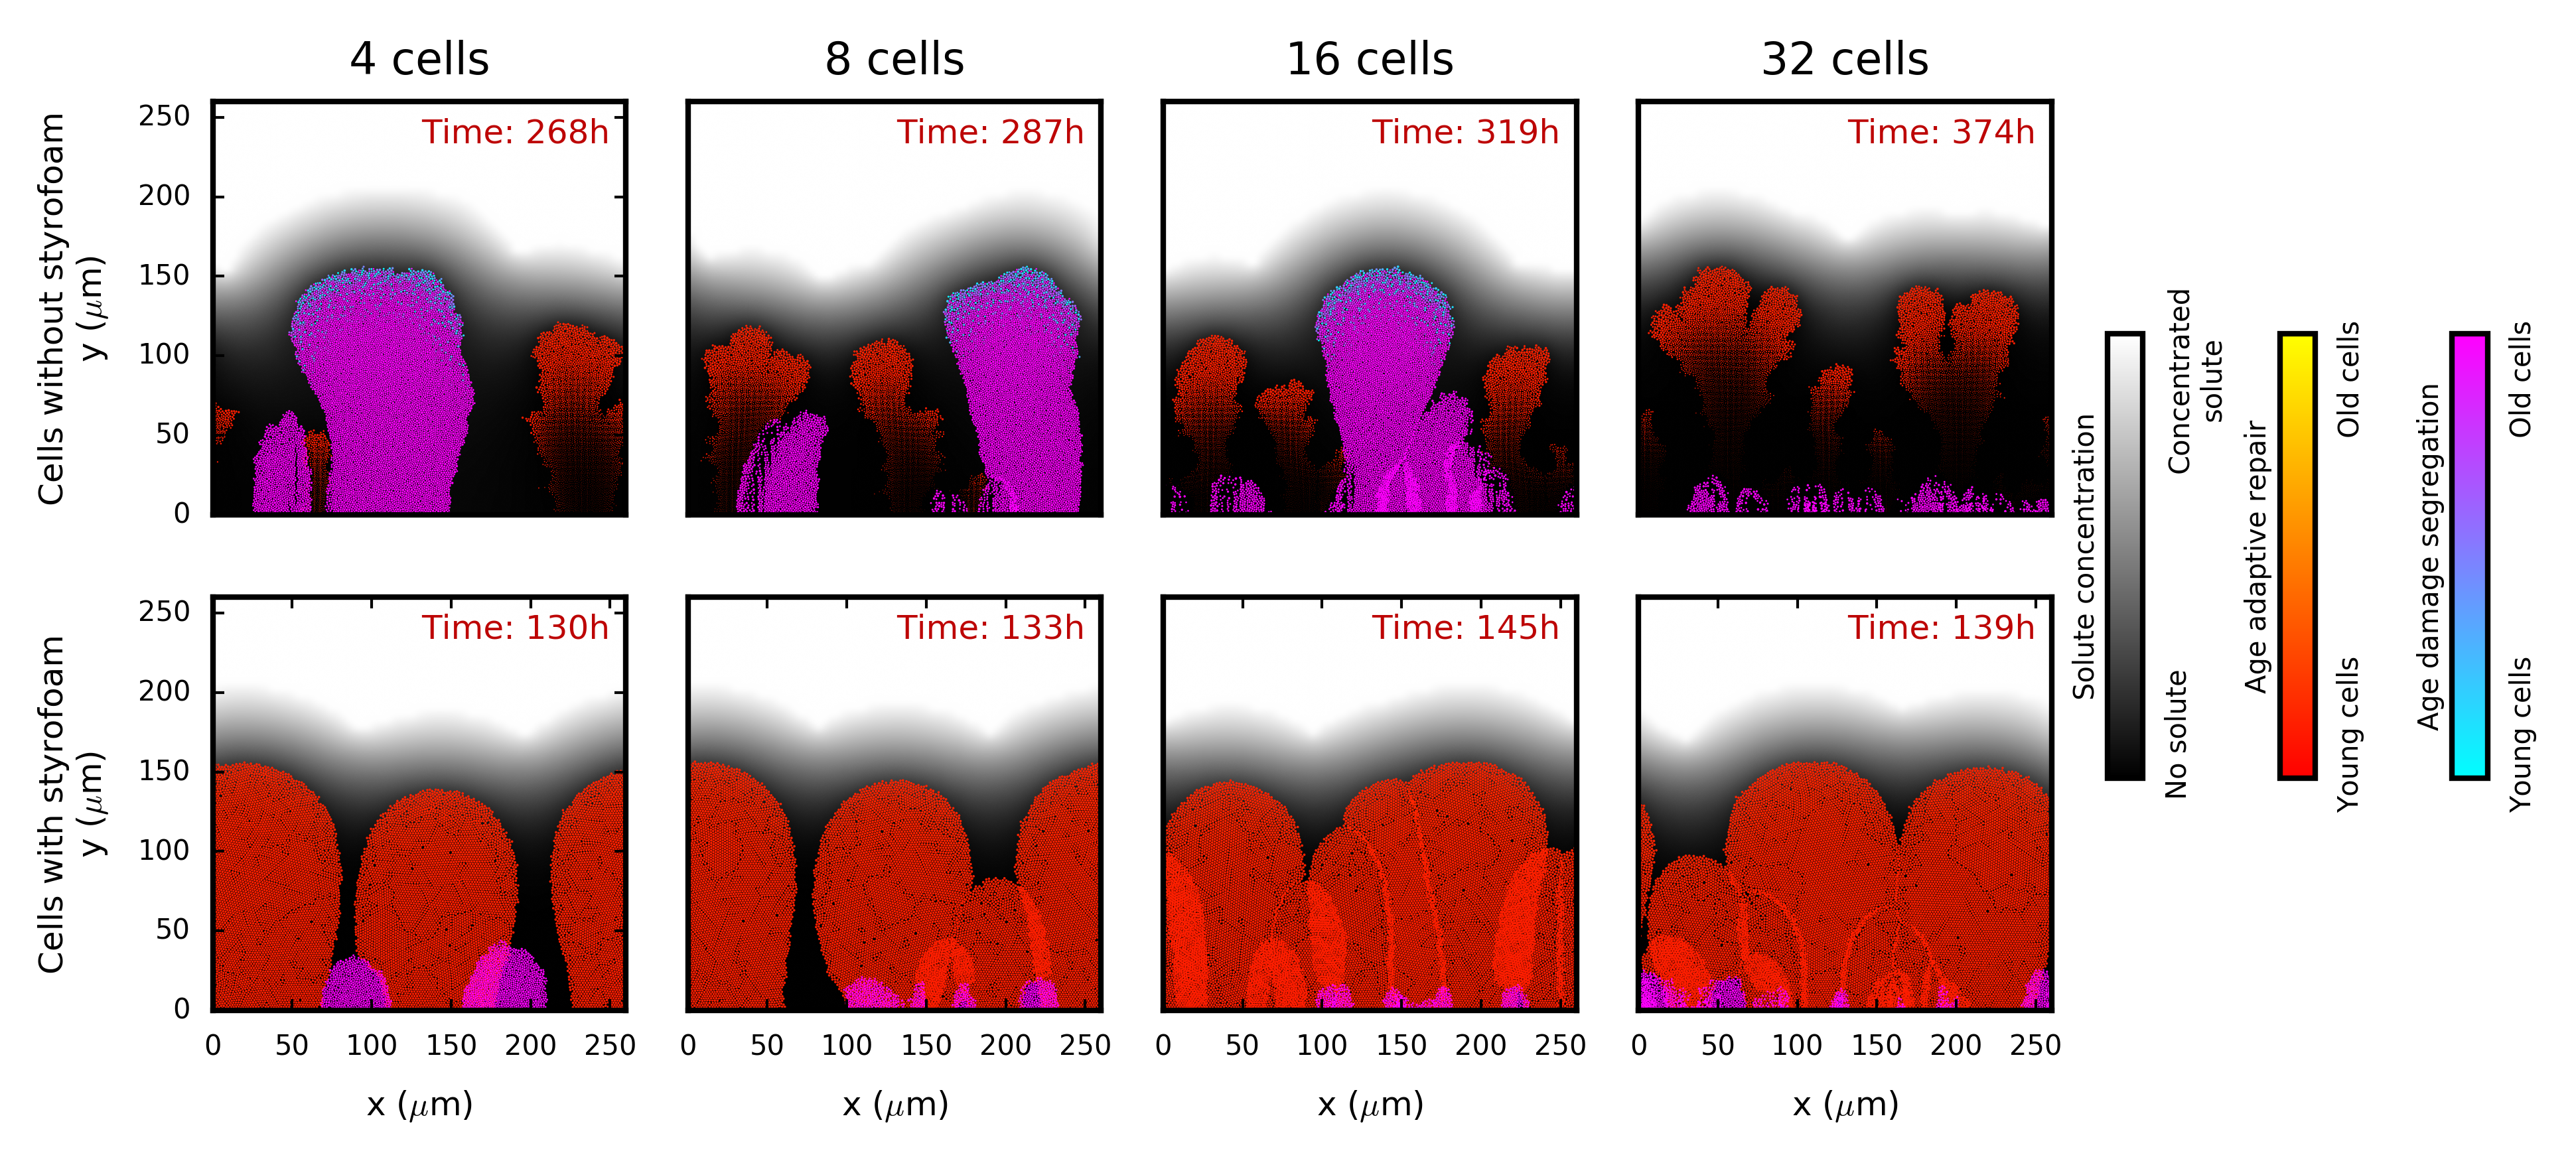 4 cells
8 cells
16 cells
32 cells
Cells without styrofoam
y (μm)
250
200
150
100
50
0
Time: 268h
Time: 287h
Time: 319h
Time: 374h
Cells with styrofoam
y (μm)
250
200
150
100
50
0
Time: 130h
Time: 133h
Time: 145h
Time: 139h
0 50 100 150 200 250
0 50 100 150 200 250
0 50 100 150 200 250
0 50 100 150 200 250
x (μm)
x (μm)
x (μm)
x (μm)
Solute concentration
No solute
Concentrated
solute
Age adaptive repair
Young cells
Old cells
Age damage segregation
Young cells
Old cells